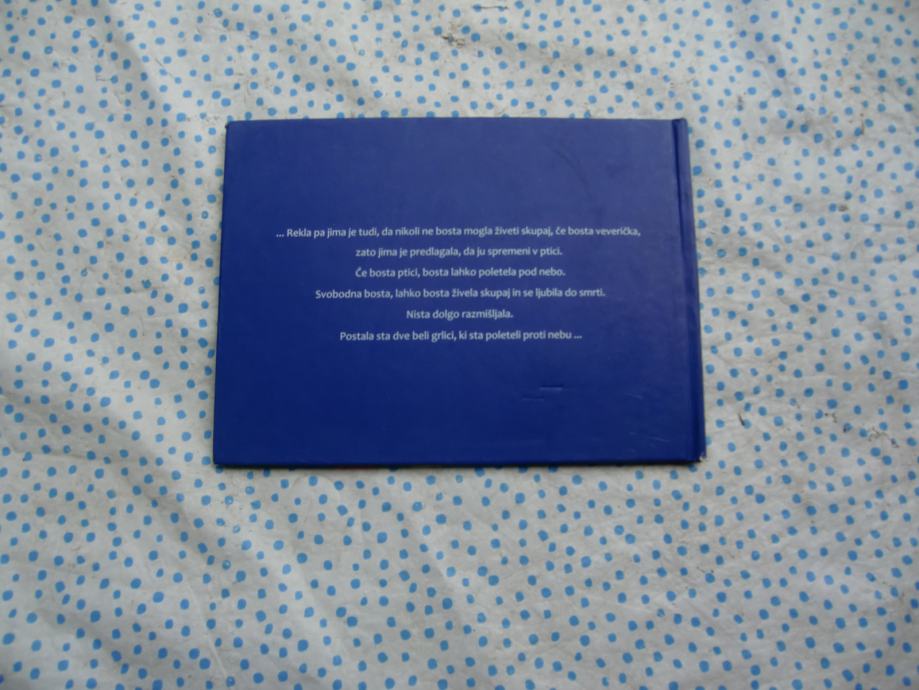 ... Rekla pa jima je tudi, da nikoli ne bosta mogla živeti skupaj, če bosta veverička,
zato jima je predlagala, da ju spremeni v ptici.
Če bosta ptici, bosta lahko poletela pod nebo.
Svobodna bosta, lahko bosta živela skupaj in se ljubila do smrti.
Nista dolgo razmišljala.
Postala sta dve beli grlici, ki sta poleteli proti nebu ...